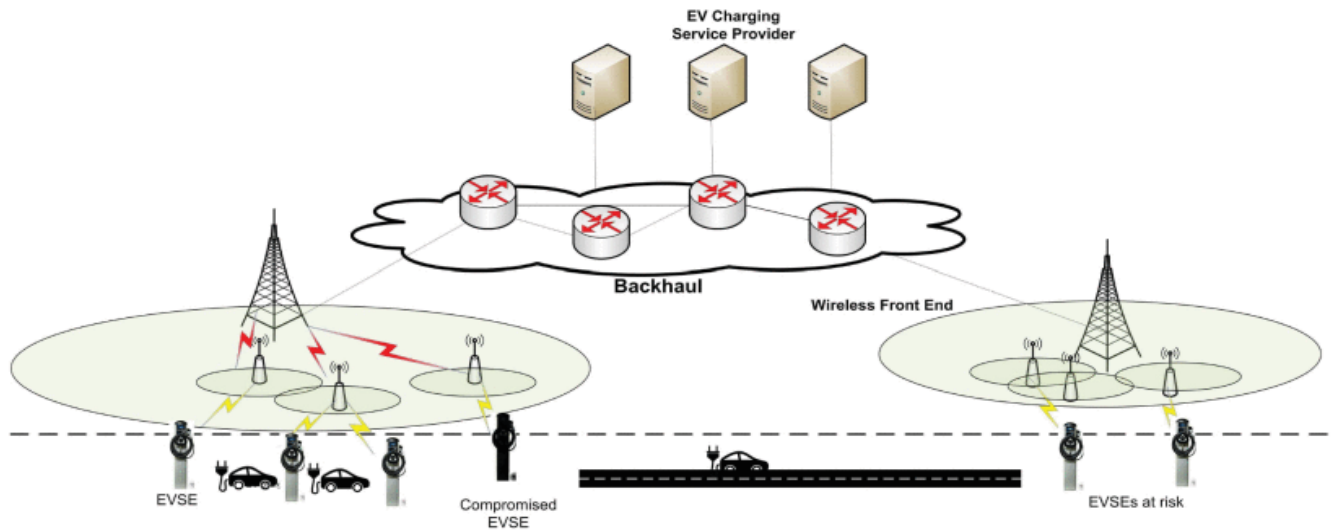 EV Charging
Service Provider
Backhaul
Wireless Front End
EVSE
Compromised
EVSE
EVSEs at risk